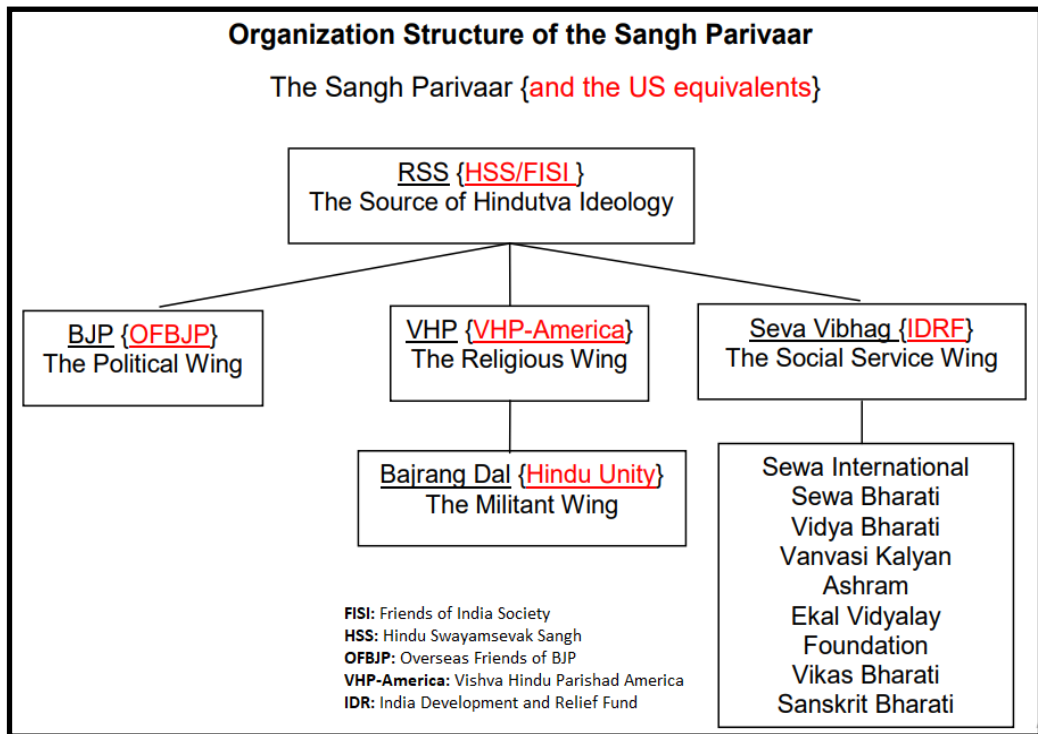 Organization Structure of the Sangh Parivaar
The Sangh Parivaar {and the US equivalents}
RSS {HSS/FISI }
The Source of Hindutva Ideology
BJP {OFBJP}
The Political Wing
VHP {VHP-America}
The Religious Wing
Seva Vibhag {IDRF}
The Social Service Wing
Bajrang Dal {Hindu Unity}
The Militant Wing
Sewa International
Sewa Bharati
Vidya Bharati
Vanvasi Kalyan
Ashram
Ekal Vidyalay
Foundation
Vikas Bharati
Sanskrit Bharati
FISI: Friends of India Society
HSS: Hindu Swayamsevak Sangh
OFBJP: Overseas Friends of BJP
VHP-America: Vishva Hindu Parishad America
IDR: India Development and Relief Fund